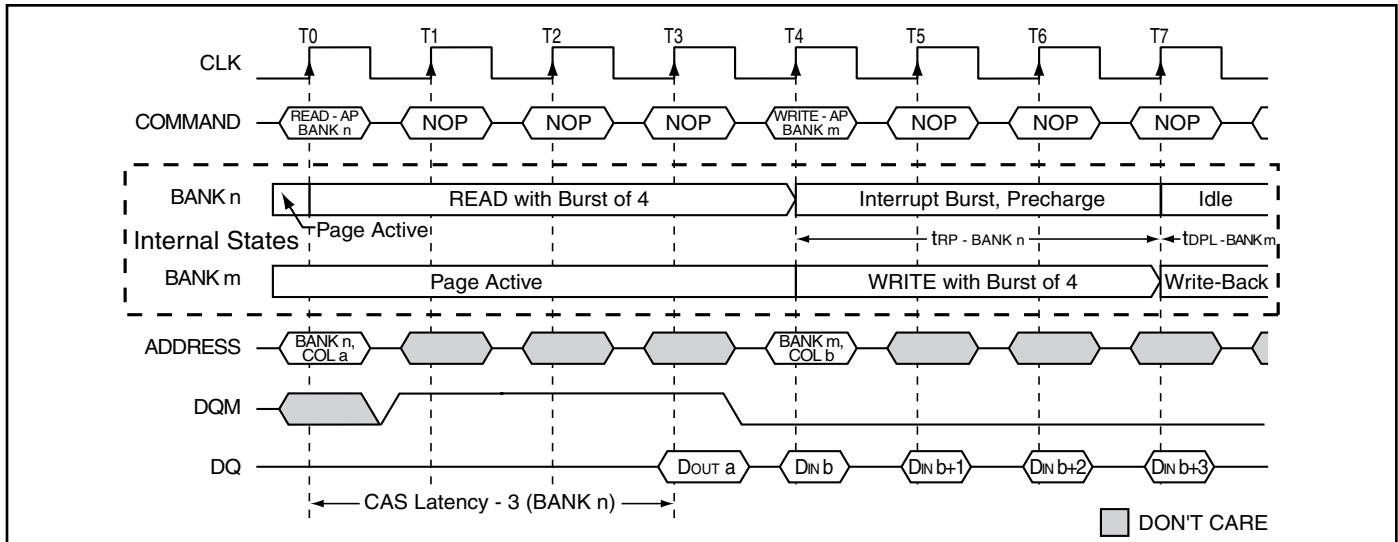 T0 T1 T2 T3 T4 T5 T6 T7
CLK
COMMAND READ - AP BANK n NOP NOP NOP WRITE - AP BANK m NOP NOP NOP
BANK n READ with Burst of 4 Interrupt Burst, Precharge Idle
Page Active
Internal States tRP - BANK n tDPL - BANK m
BANK m Page Active WRITE with Burst of 4 Write-Back
ADDRESS BANK n, COL a BANK m, COL b
DQM
DQ DOUT a DIN b DIN b+1 DIN b+2 DIN b+3
CAS Latency - 3 (BANK n)
DON'T CARE